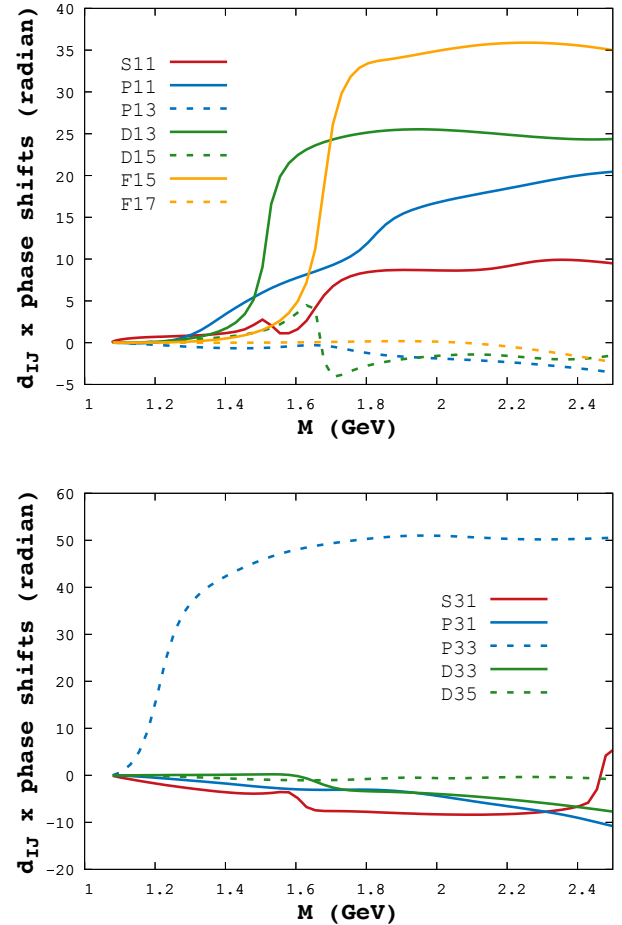 d_IJ x phase shifts (radian)
40
35
30
25
20
15
10
5
0
-5
S11
P11
P13
D13
D15
F15
F17
1 1.2 1.4 1.6 1.8 2 2.2 2.4
M (GeV)
d_IJ x phase shifts (radian)
60
50
40
30
20
10
0
-10
-20
S31
P31
P33
D33
D35
1 1.2 1.4 1.6 1.8 2 2.2 2.4
M (GeV)